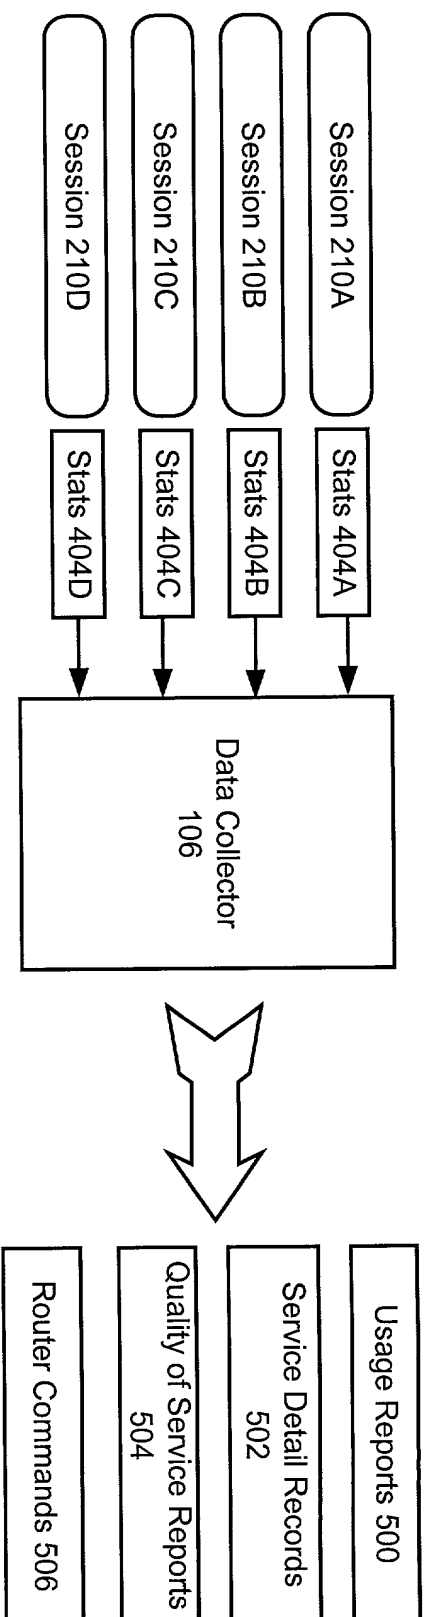 Session 210A
Session 210B
Session 210C
Session 210D
Stats 404A
Stats 404B
Stats 404C
Stats 404D
Data Collector
106
Usage Reports 500
Service Detail Records
502
Quality of Service Reports
504
Router Commands 506